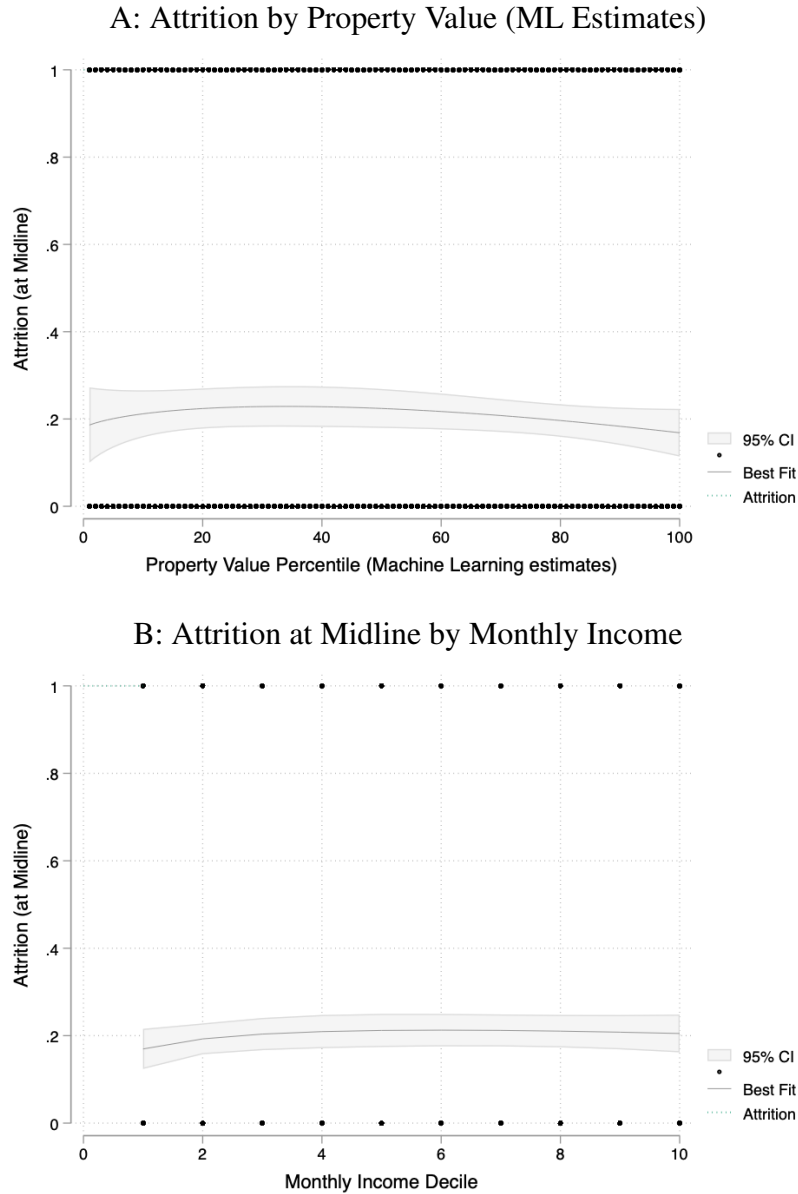 A: Attrition by Property Value (ML Estimates)
1
.8
.6
.4
.2
0
Attrition (at Midline)
0 20 40 60 80 100
Property Value Percentile (Machine Learning estimates)
95% CI
Best Fit
Attrition
B: Attrition at Midline by Monthly Income
1
.8
.6
.4
.2
0
Attrition (at Midline)
0 2 4 6 8 10
Monthly Income Decile
95% CI
Best Fit
Attrition